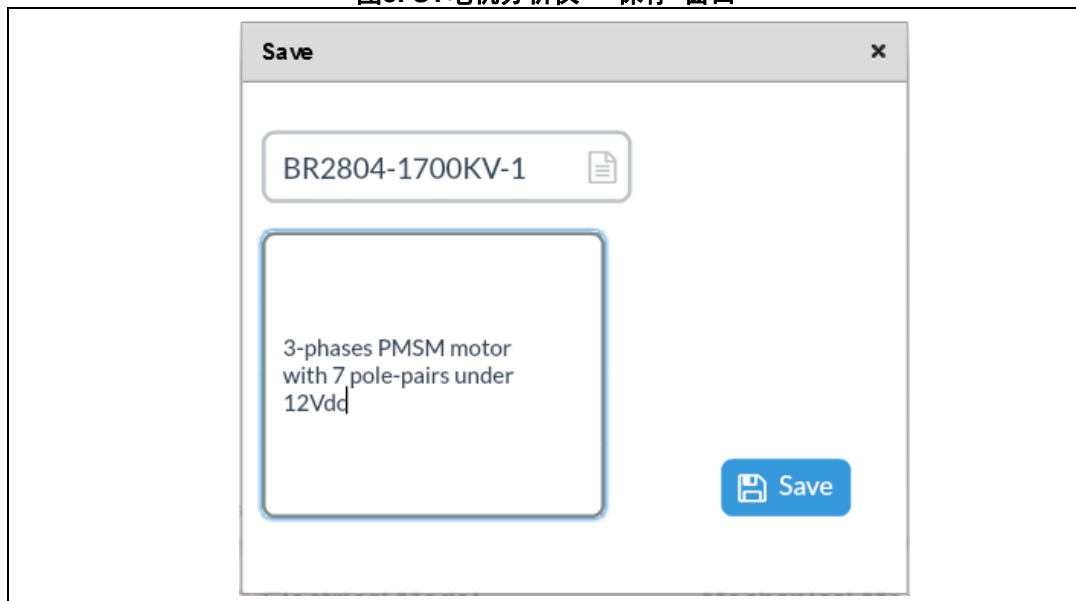 Save
BR2804-1700KV-1
3-phases PMSM motor
with 7 pole-pairs under
12Vdc
Save